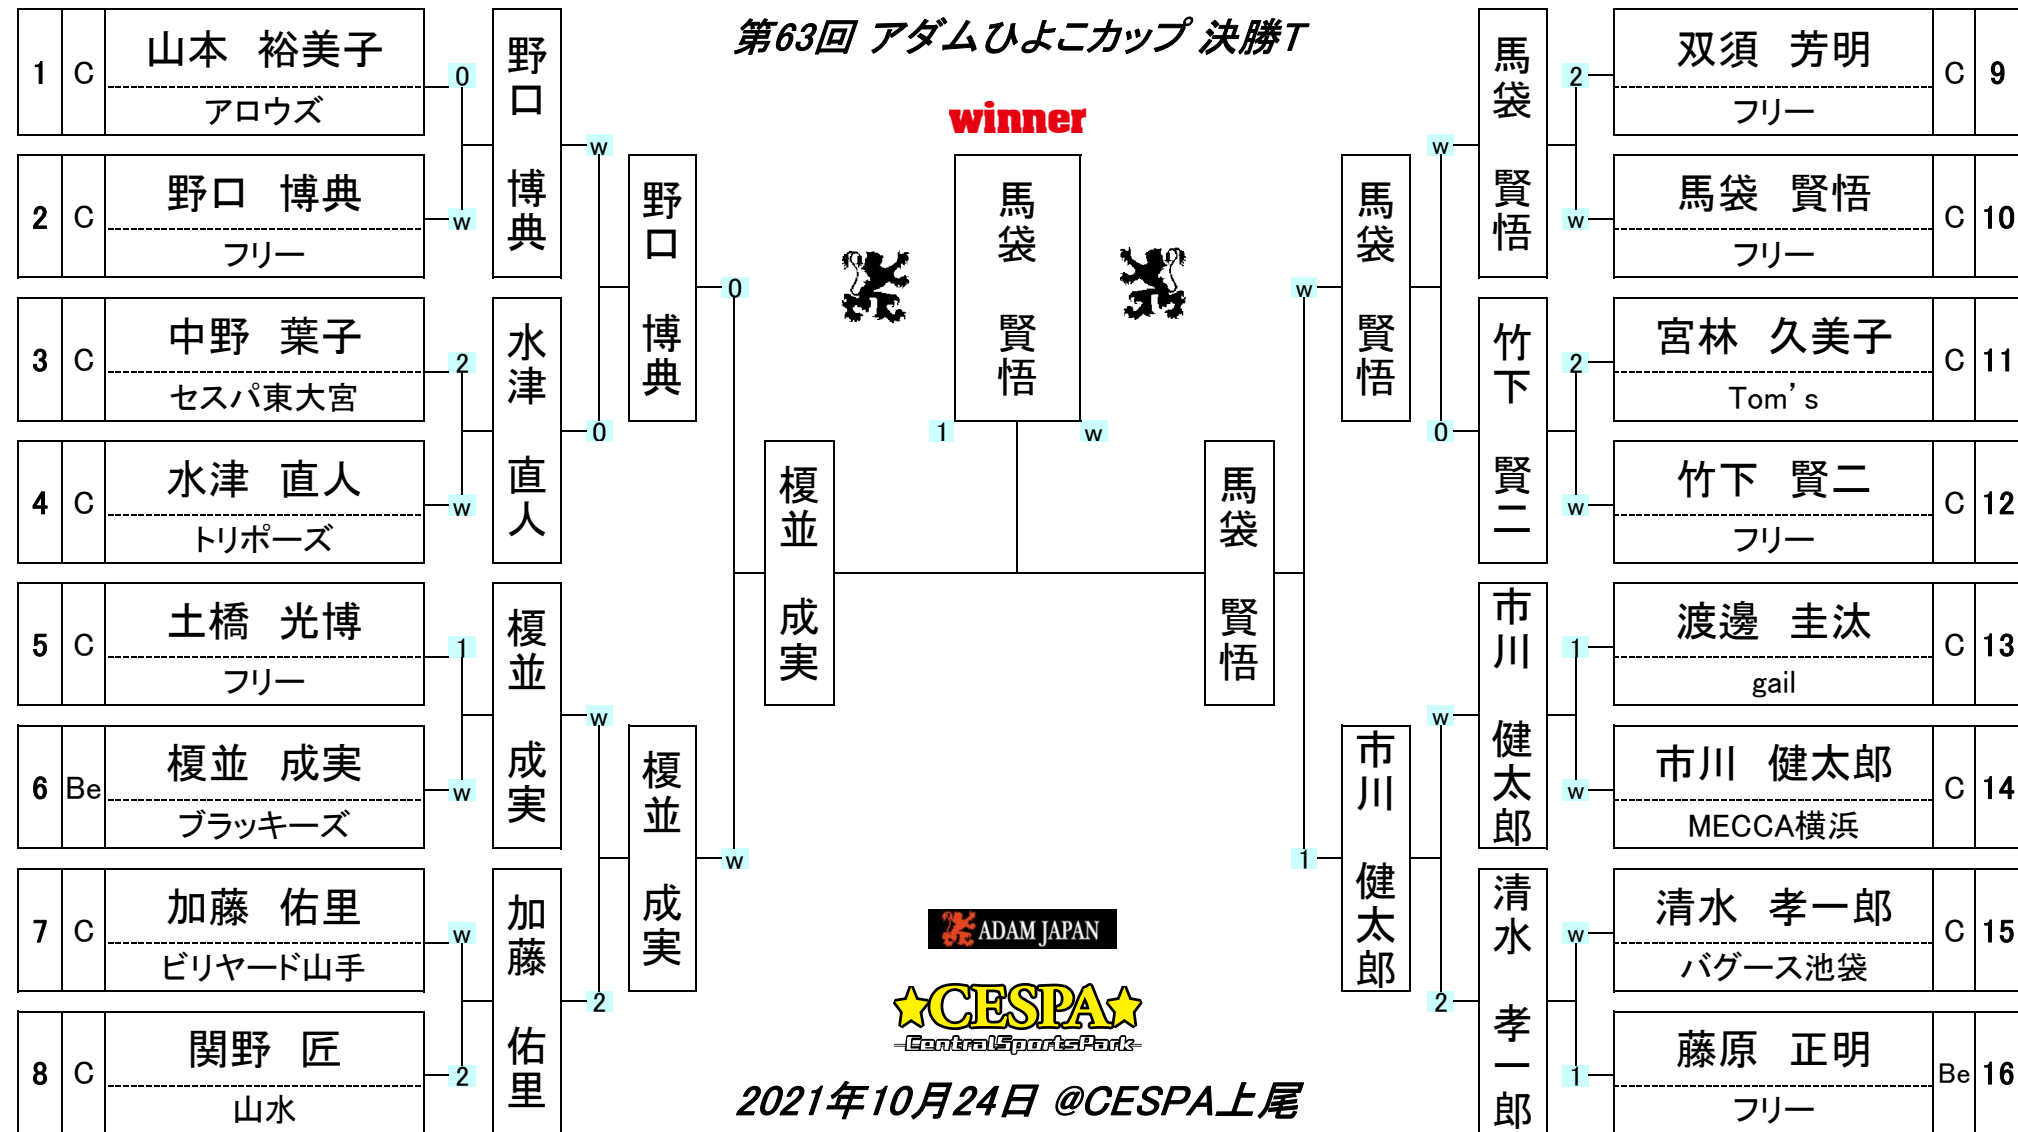 第63回 アダムひよこカップ 決勝T
winner
1 C 山本 裕美子
アロウズ
0
2 C 野口 博典
フリー
w
3 C 中野 葉子
セスパ東大宮
2
4 C 水津 直人
トリポーズ
w
5 C 土橋 光博
フリー
1
6 Be 榎並 成実
ブラッキーズ
w
7 C 加藤 佑里
ビリヤード山手
w
8 C 関野 匠
山水
2
野口 博典
w
水津 直人
0
榎並 成実
w
加藤 佑里
2
野口 博典
0
榎並 成実
w
榎並 成実
1
馬袋 賢悟
w
馬袋 賢悟
馬袋 賢悟
w
市川 健太郎
1
馬袋 賢悟
w
竹下 賢二
0
市川 健太郎
w
清水 孝一郎
2
2
双須 芳明 C 9
フリー
w
馬袋 賢悟 C 10
フリー
2
宮林 久美子 C 11
Tom's
w
竹下 賢二 C 12
フリー
1
渡邊 圭汰 C 13
gail
w
市川 健太郎 C 14
MECCA横浜
w
清水 孝一郎 C 15
バグース池袋
1
藤原 正明 Be 16
フリー
ADAM JAPAN
CESPA
CentralSportsPark
2021年10月24日 @CESPA上尾